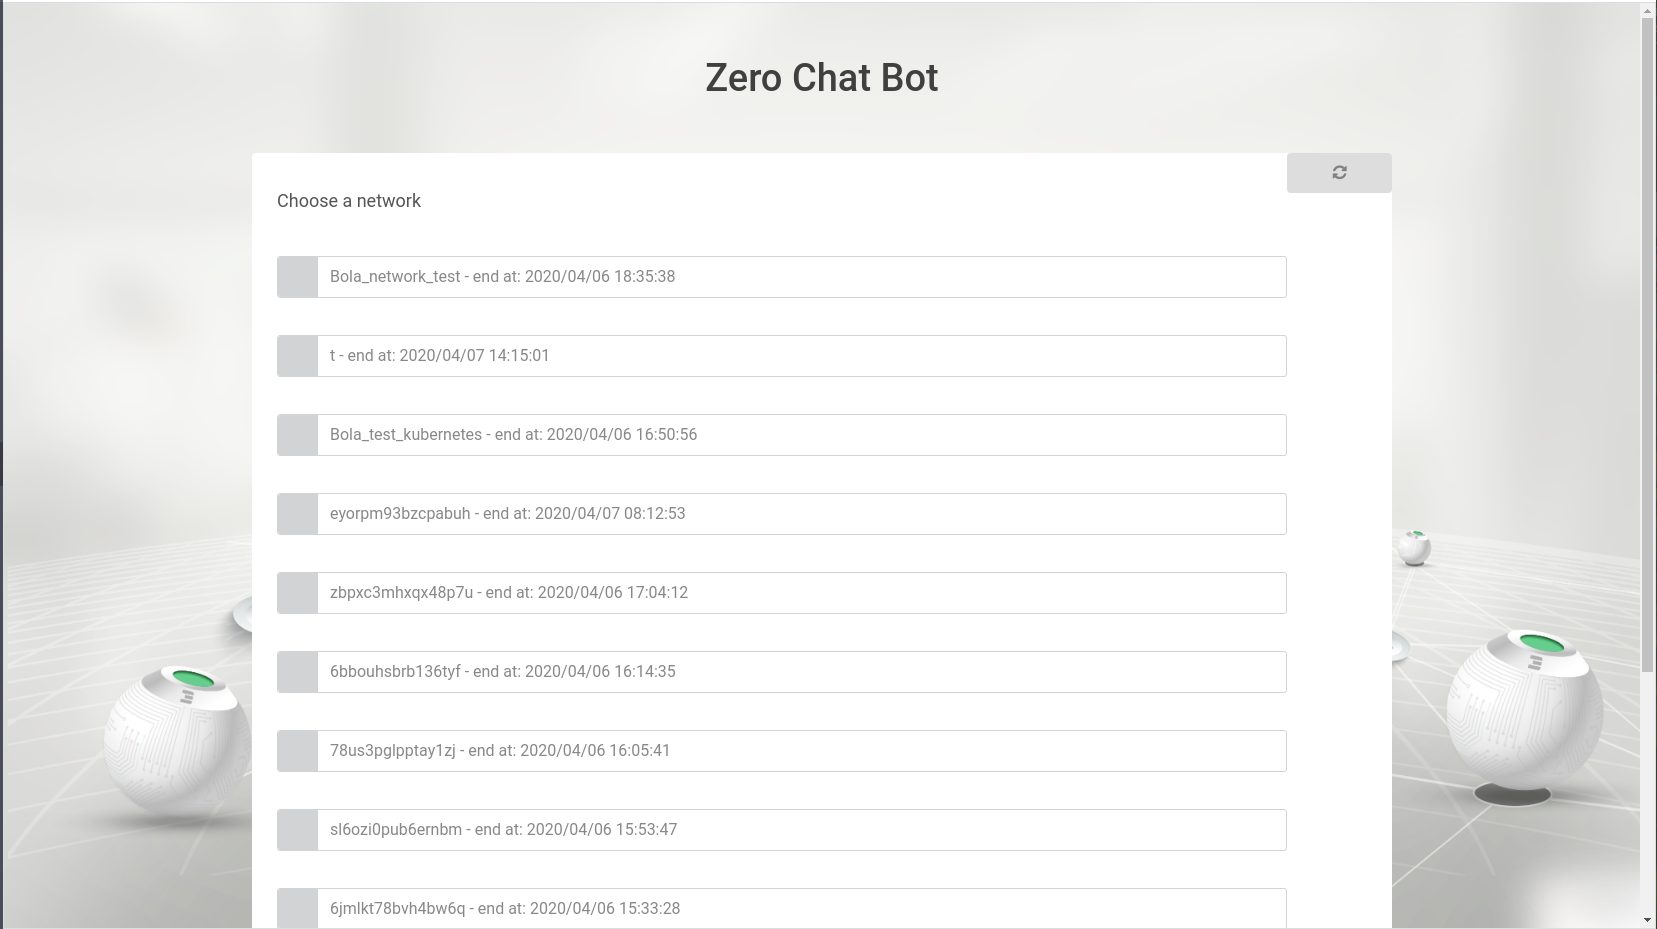 Zero Chat Bot
Choose a network
Bola_network_test - end at: 2020/04/06 18:35:38
t - end at: 2020/04/07 14:15:01
Bola_test_kubernetes - end at: 2020/04/06 16:50:56
eyorpm93bzcpabuh - end at: 2020/04/07 08:12:53
zbpxc3mhxqx48p7u - end at: 2020/04/06 17:04:12
6bbouhsbrb136tyf - end at: 2020/04/06 16:14:35
78us3pglpptay1zj - end at: 2020/04/06 16:05:41
sl6ozi0pub6ernbm - end at: 2020/04/06 15:53:47
6jmlkt78bvh4bw6q - end at: 2020/04/06 15:33:28